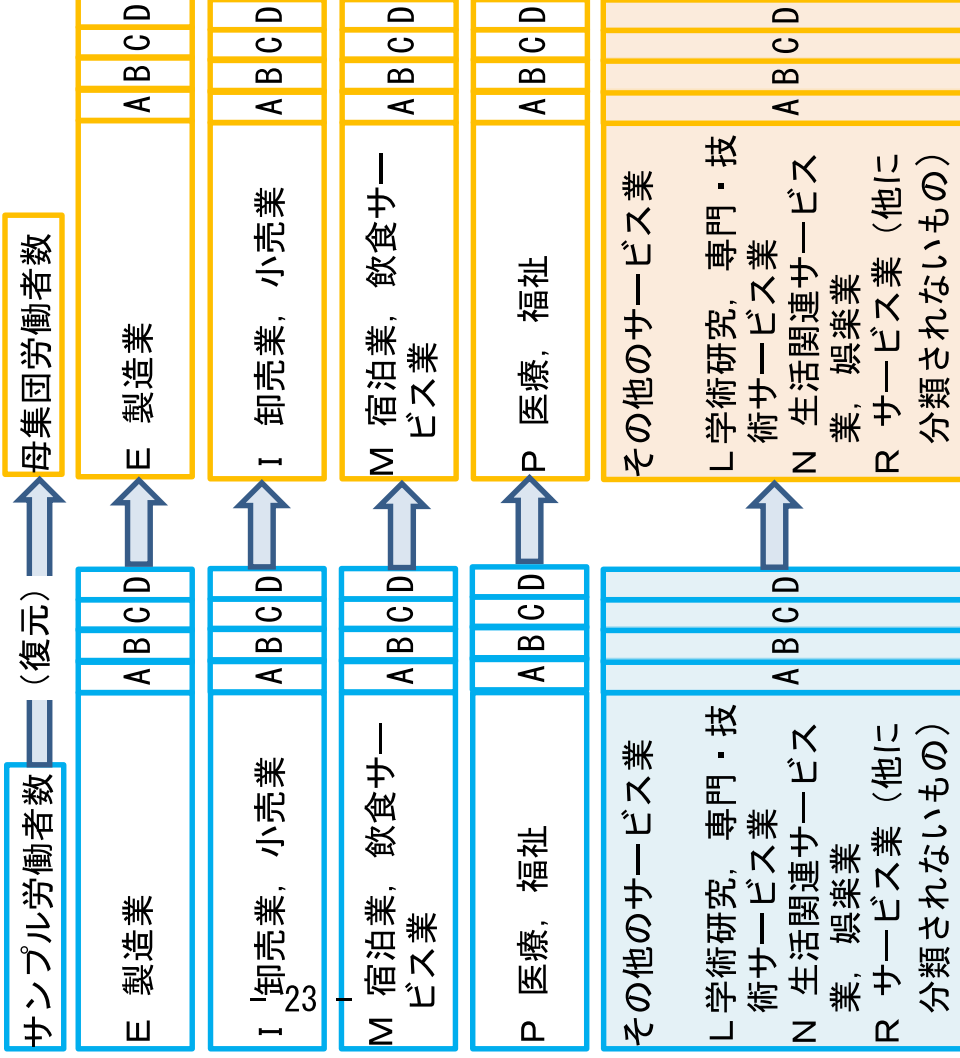 サンプル労働者数
（復元）
母集団労働者数
E 製造業
A B C D
E 製造業
A B C D
I 卸売業，小売業
A B C D
I 卸売業，小売業
A B C D
M 宿泊業，飲食サー
ビス業
A B C D
M 宿泊業，飲食サー
ビス業
A B C D
P 医療，福祉
A B C D
P 医療，福祉
A B C D
その他のサービス業
L 学術研究，専門・技
術サービス業
N 生活関連サービス
業，娯楽業
R サービス業（他に
分類されないもの）
A B C D
その他のサービス業
L 学術研究，専門・技
術サービス業
N 生活関連サービス
業，娯楽業
R サービス業（他に
分類されないもの）
A B C D
- 23 -